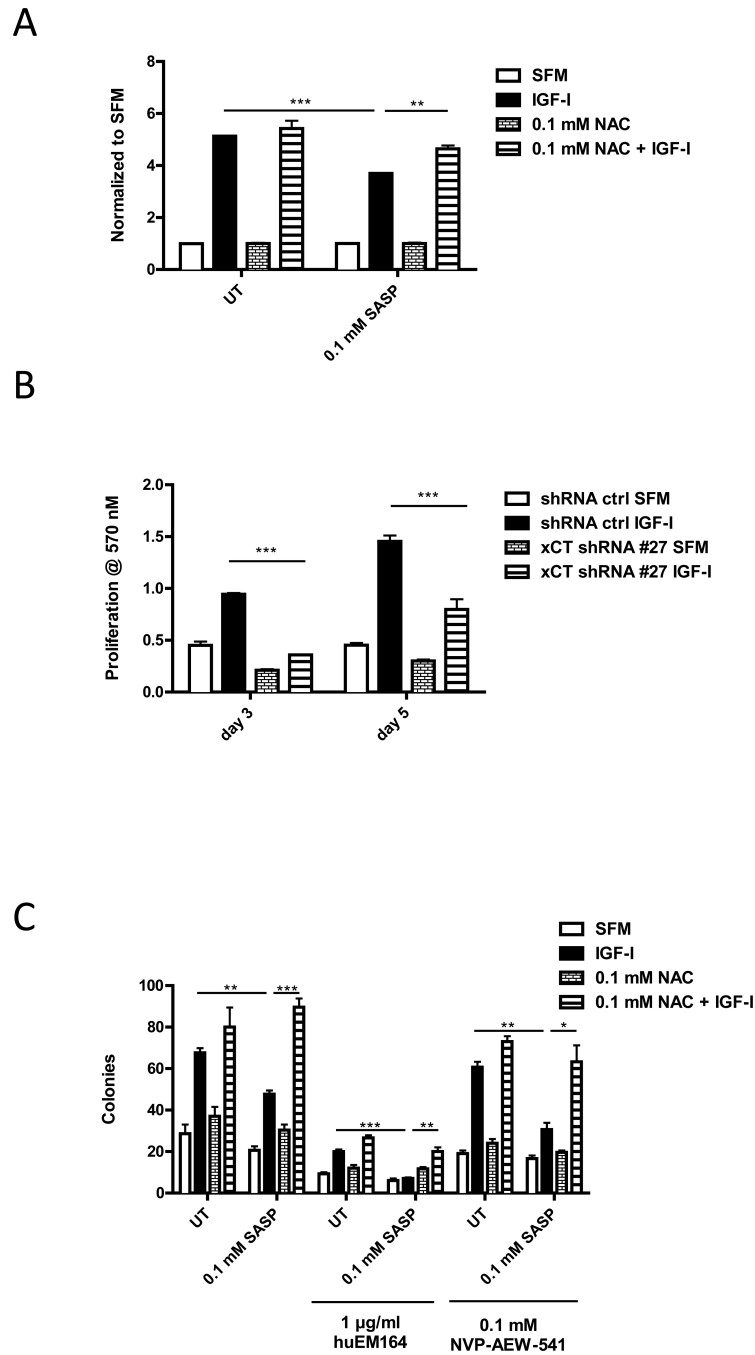 A
Normalized to SFM
8
6
4
2
0
***
**
UT
0.1 mM SASP
SFM
IGF-I
0.1 mM NAC
0.1 mM NAC + IGF-I
B
Proliferation @ 570 nM
2.0
1.5
1.0
0.5
0.0
***
***
day 3
day 5
shRNA ctrl SFM
shRNA ctrl IGF-I
xCT shRNA #27 SFM
xCT shRNA #27 IGF-I
C
SFM
IGF-I
0.1 mM NAC
0.1 mM NAC + IGF-I
Colonies
100
80
60
40
20
0
**
***
***
**
**
*
UT
0.1 mM SASP
UT
0.1 mM SASP
UT
0.1 mM SASP
1 µg/ml
huEM164
0.1 mM
NVP-AEW-541